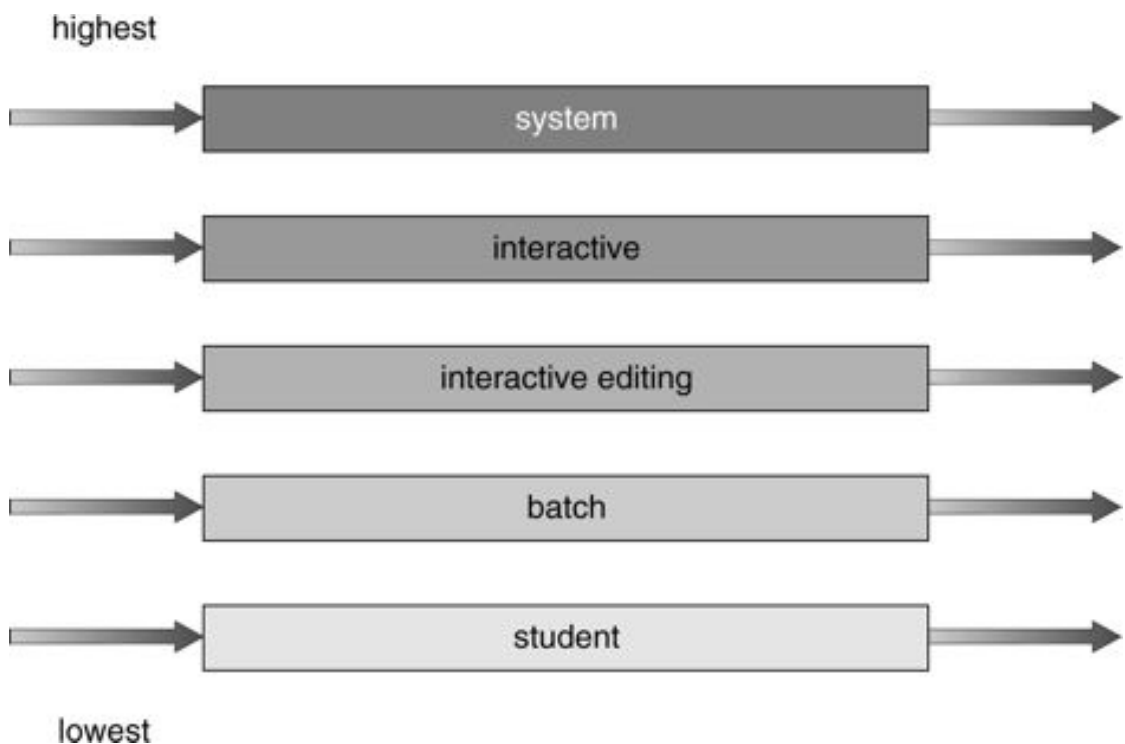 highest
system
interactive
interactive editing
batch
student
lowest